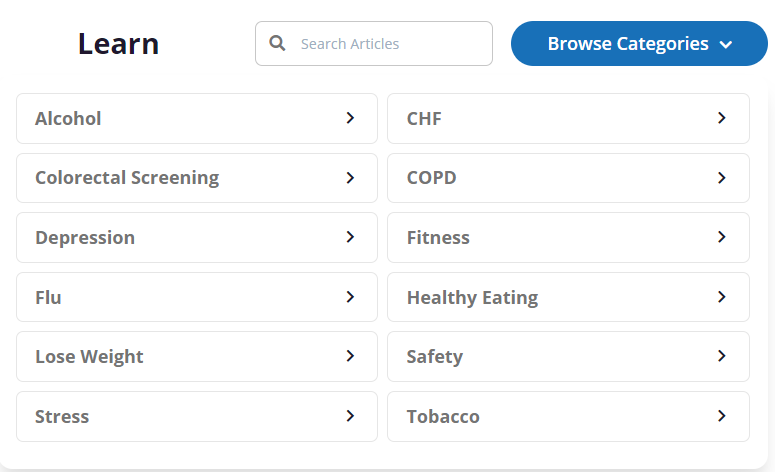 Learn
Search Articles
Browse Categories
Alcohol
CHF
Colorectal Screening
COPD
Depression
Fitness
Flu
Healthy Eating
Lose Weight
Safety
Stress
Tobacco